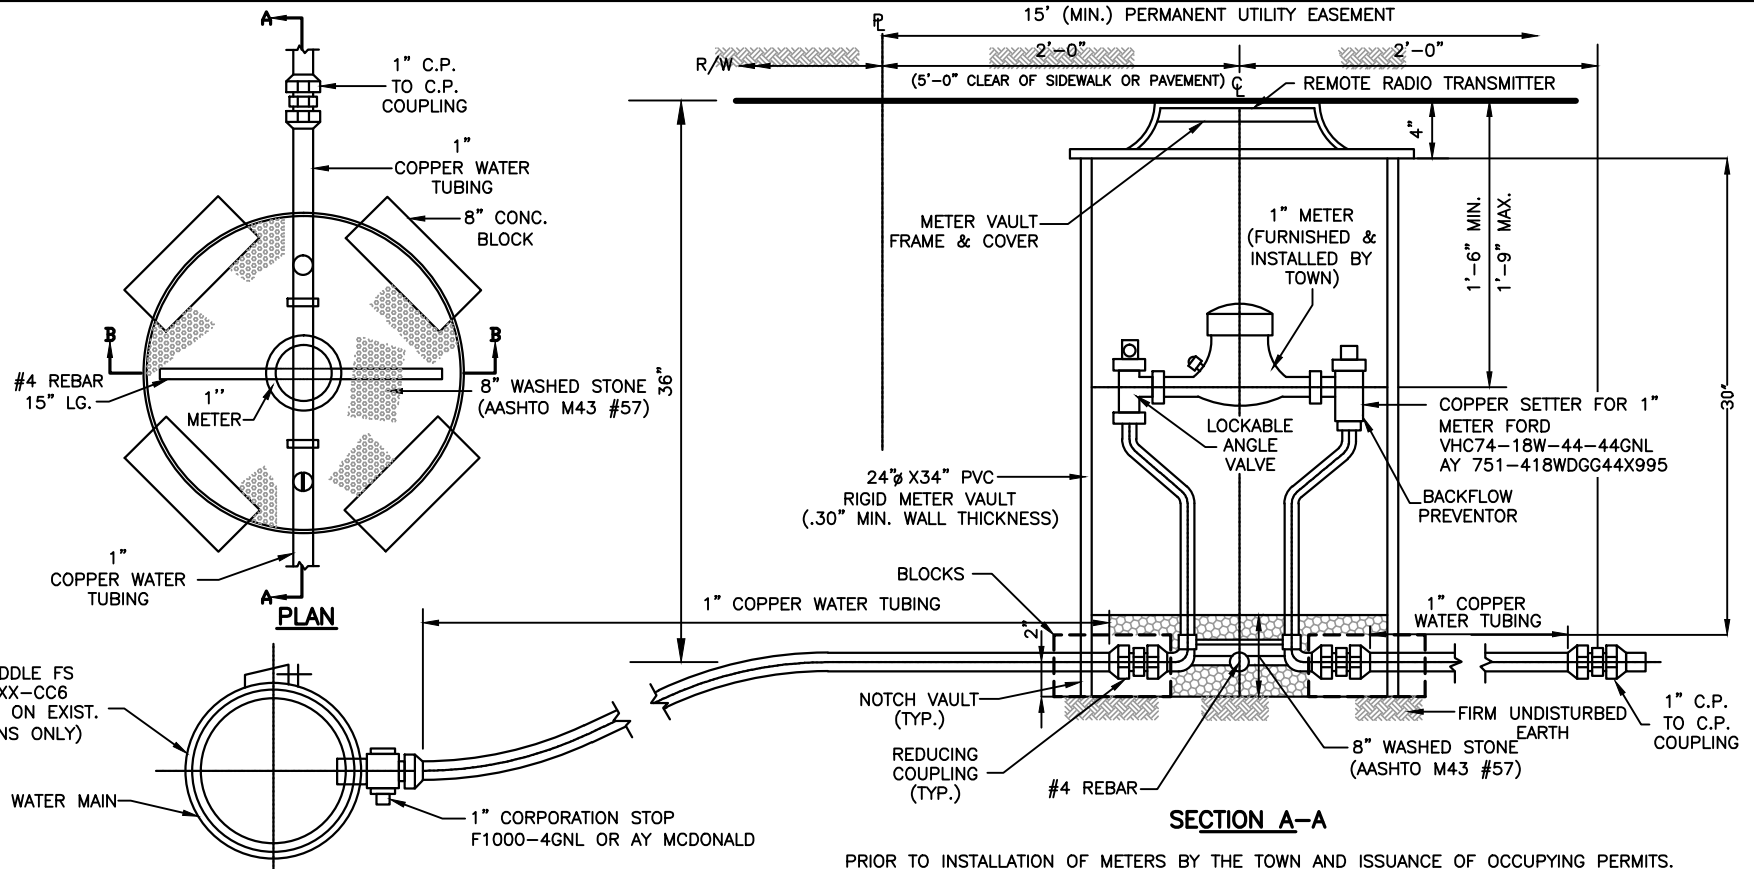 A
1" C.P.
TO C.P.
COUPLING
1"
COPPER WATER
TUBING
8" CONC.
BLOCK
B
B
#4 REBAR
15" LG.
1''
METER
8" WASHED STONE
(AASHTO M43 #57)
1"
COPPER WATER
TUBING
A
PLAN
DDLE FS
XX-CC6
ON EXIST.
NS ONLY)
WATER MAIN
1" CORPORATION STOP
F1000-4GNL OR AY MCDONALD
15' (MIN.) PERMANENT UTILITY EASEMENT
PL
R/W
2'-0"
2'-0"
(5'-0" CLEAR OF SIDEWALK OR PAVEMENT)
CL
REMOTE RADIO TRANSMITTER
4"
36"
METER VAULT
FRAME & COVER
1" METER
(FURNISHED &
INSTALLED BY
TOWN)
1'-6" MIN.
1'-9" MAX.
30"
LOCKABLE
ANGLE
VALVE
COPPER SETTER FOR 1"
METER FORD
VHC74-18W-44-44GNL
AY 751-418WDGG44X995
24"ø X34" PVC
RIGID METER VAULT
(.30" MIN. WALL THICKNESS)
BACKFLOW
PREVENTOR
BLOCKS
1" COPPER WATER TUBING
2"
1" COPPER
WATER TUBING
NOTCH VAULT
(TYP.)
REDUCING
COUPLING
(TYP.)
#4 REBAR
8" WASHED STONE
(AASHTO M43 #57)
FIRM UNDISTURBED
EARTH
1" C.P.
TO C.P.
COUPLING
SECTION A-A
PRIOR TO INSTALLATION OF METERS BY THE TOWN AND ISSUANCE OF OCCUPYING PERMITS.